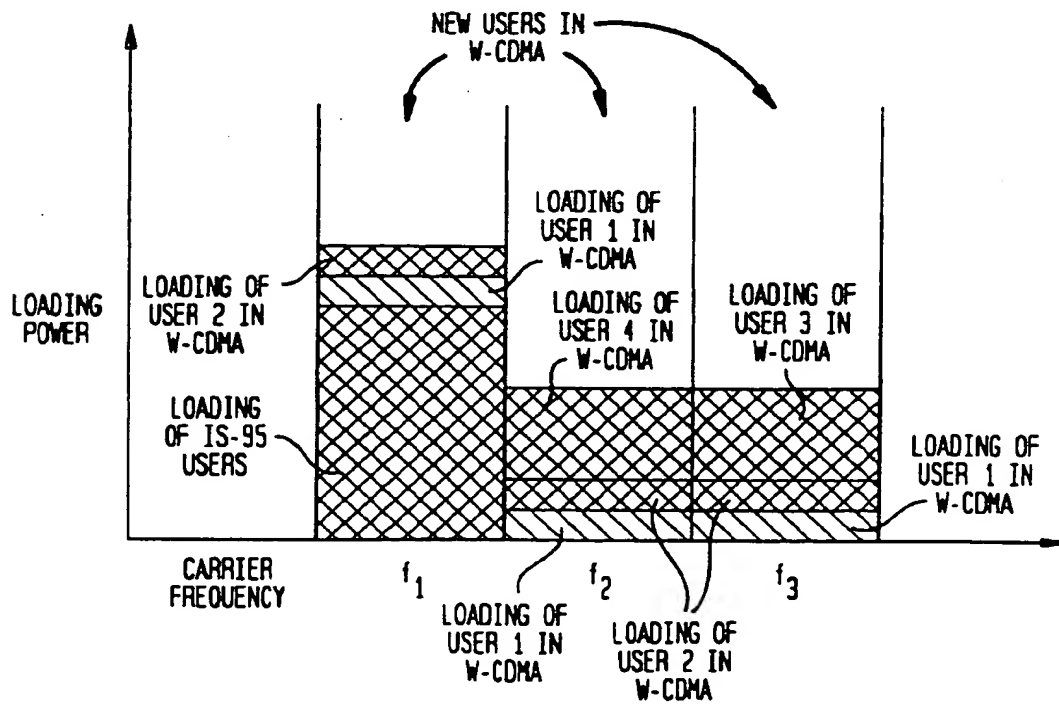 NEW USERS IN
W-CDMA
LOADING OF
USER 1 IN
W-CDMA
LOADING OF
USER 2 IN
W-CDMA
LOADING
POWER
LOADING OF
USER 4 IN
W-CDMA
LOADING OF
USER 3 IN
W-CDMA
LOADING
OF IS-95
USERS
LOADING OF
USER 1 IN
W-CDMA
CARRIER
FREQUENCY
f1
f2
f3
LOADING OF
USER 1 IN
W-CDMA
LOADING OF
USER 2 IN
W-CDMA